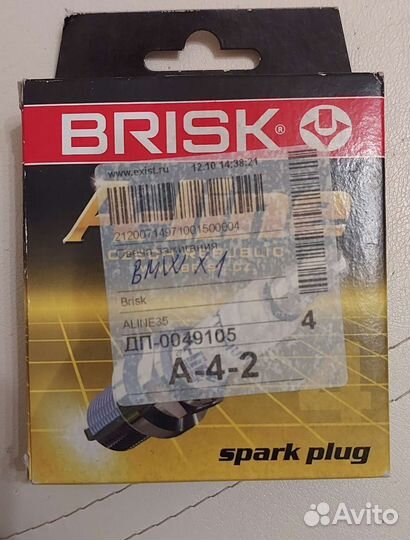 BRISK®
www.exist.ru 12.10 14:38:21
21200714971001500004
свеча зажигания
BMW X1
Brisk
ALINE35
4
ДП-0049105
А-4-2
spark plug
Avito